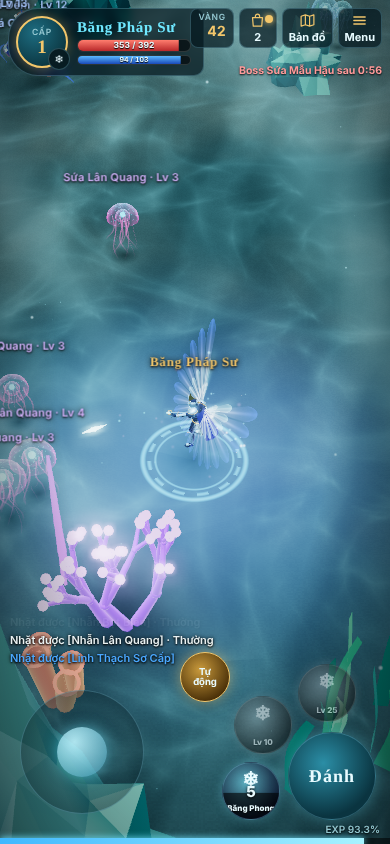 Lv 12
CẤP
1
Băng Pháp Sư
353 / 392
94 / 103
VÀNG
42
2
Bản đồ
Menu
Boss Sứa Mẫu Hậu sau 0:56
Sứa Lân Quang · Lv 3
Quang · Lv 3
Băng Pháp Sư
ân Quang · Lv 4
uang · Lv 3
Nhặt được [Nhẫn Lân Quang] · Thường
Nhặt được [Linh Thạch Sơ Cấp]
Tự động
Lv 25
Lv 10
5
Băng Phong
Đánh
EXP 93.3%